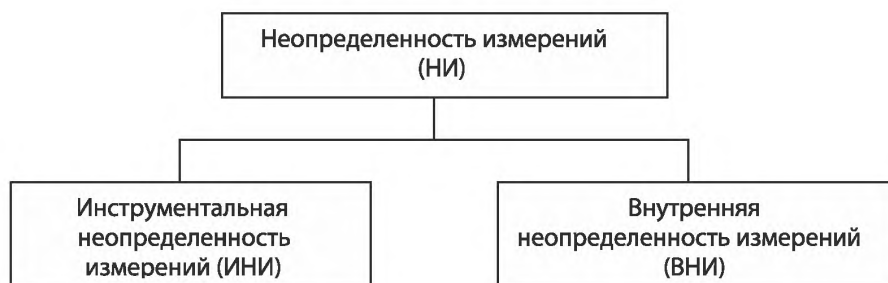 Неопределенность измерений
(НИ)
Инструментальная
неопределенность
измерений (ИНИ)
Внутренняя
неопределенность измерений
(ВНИ)